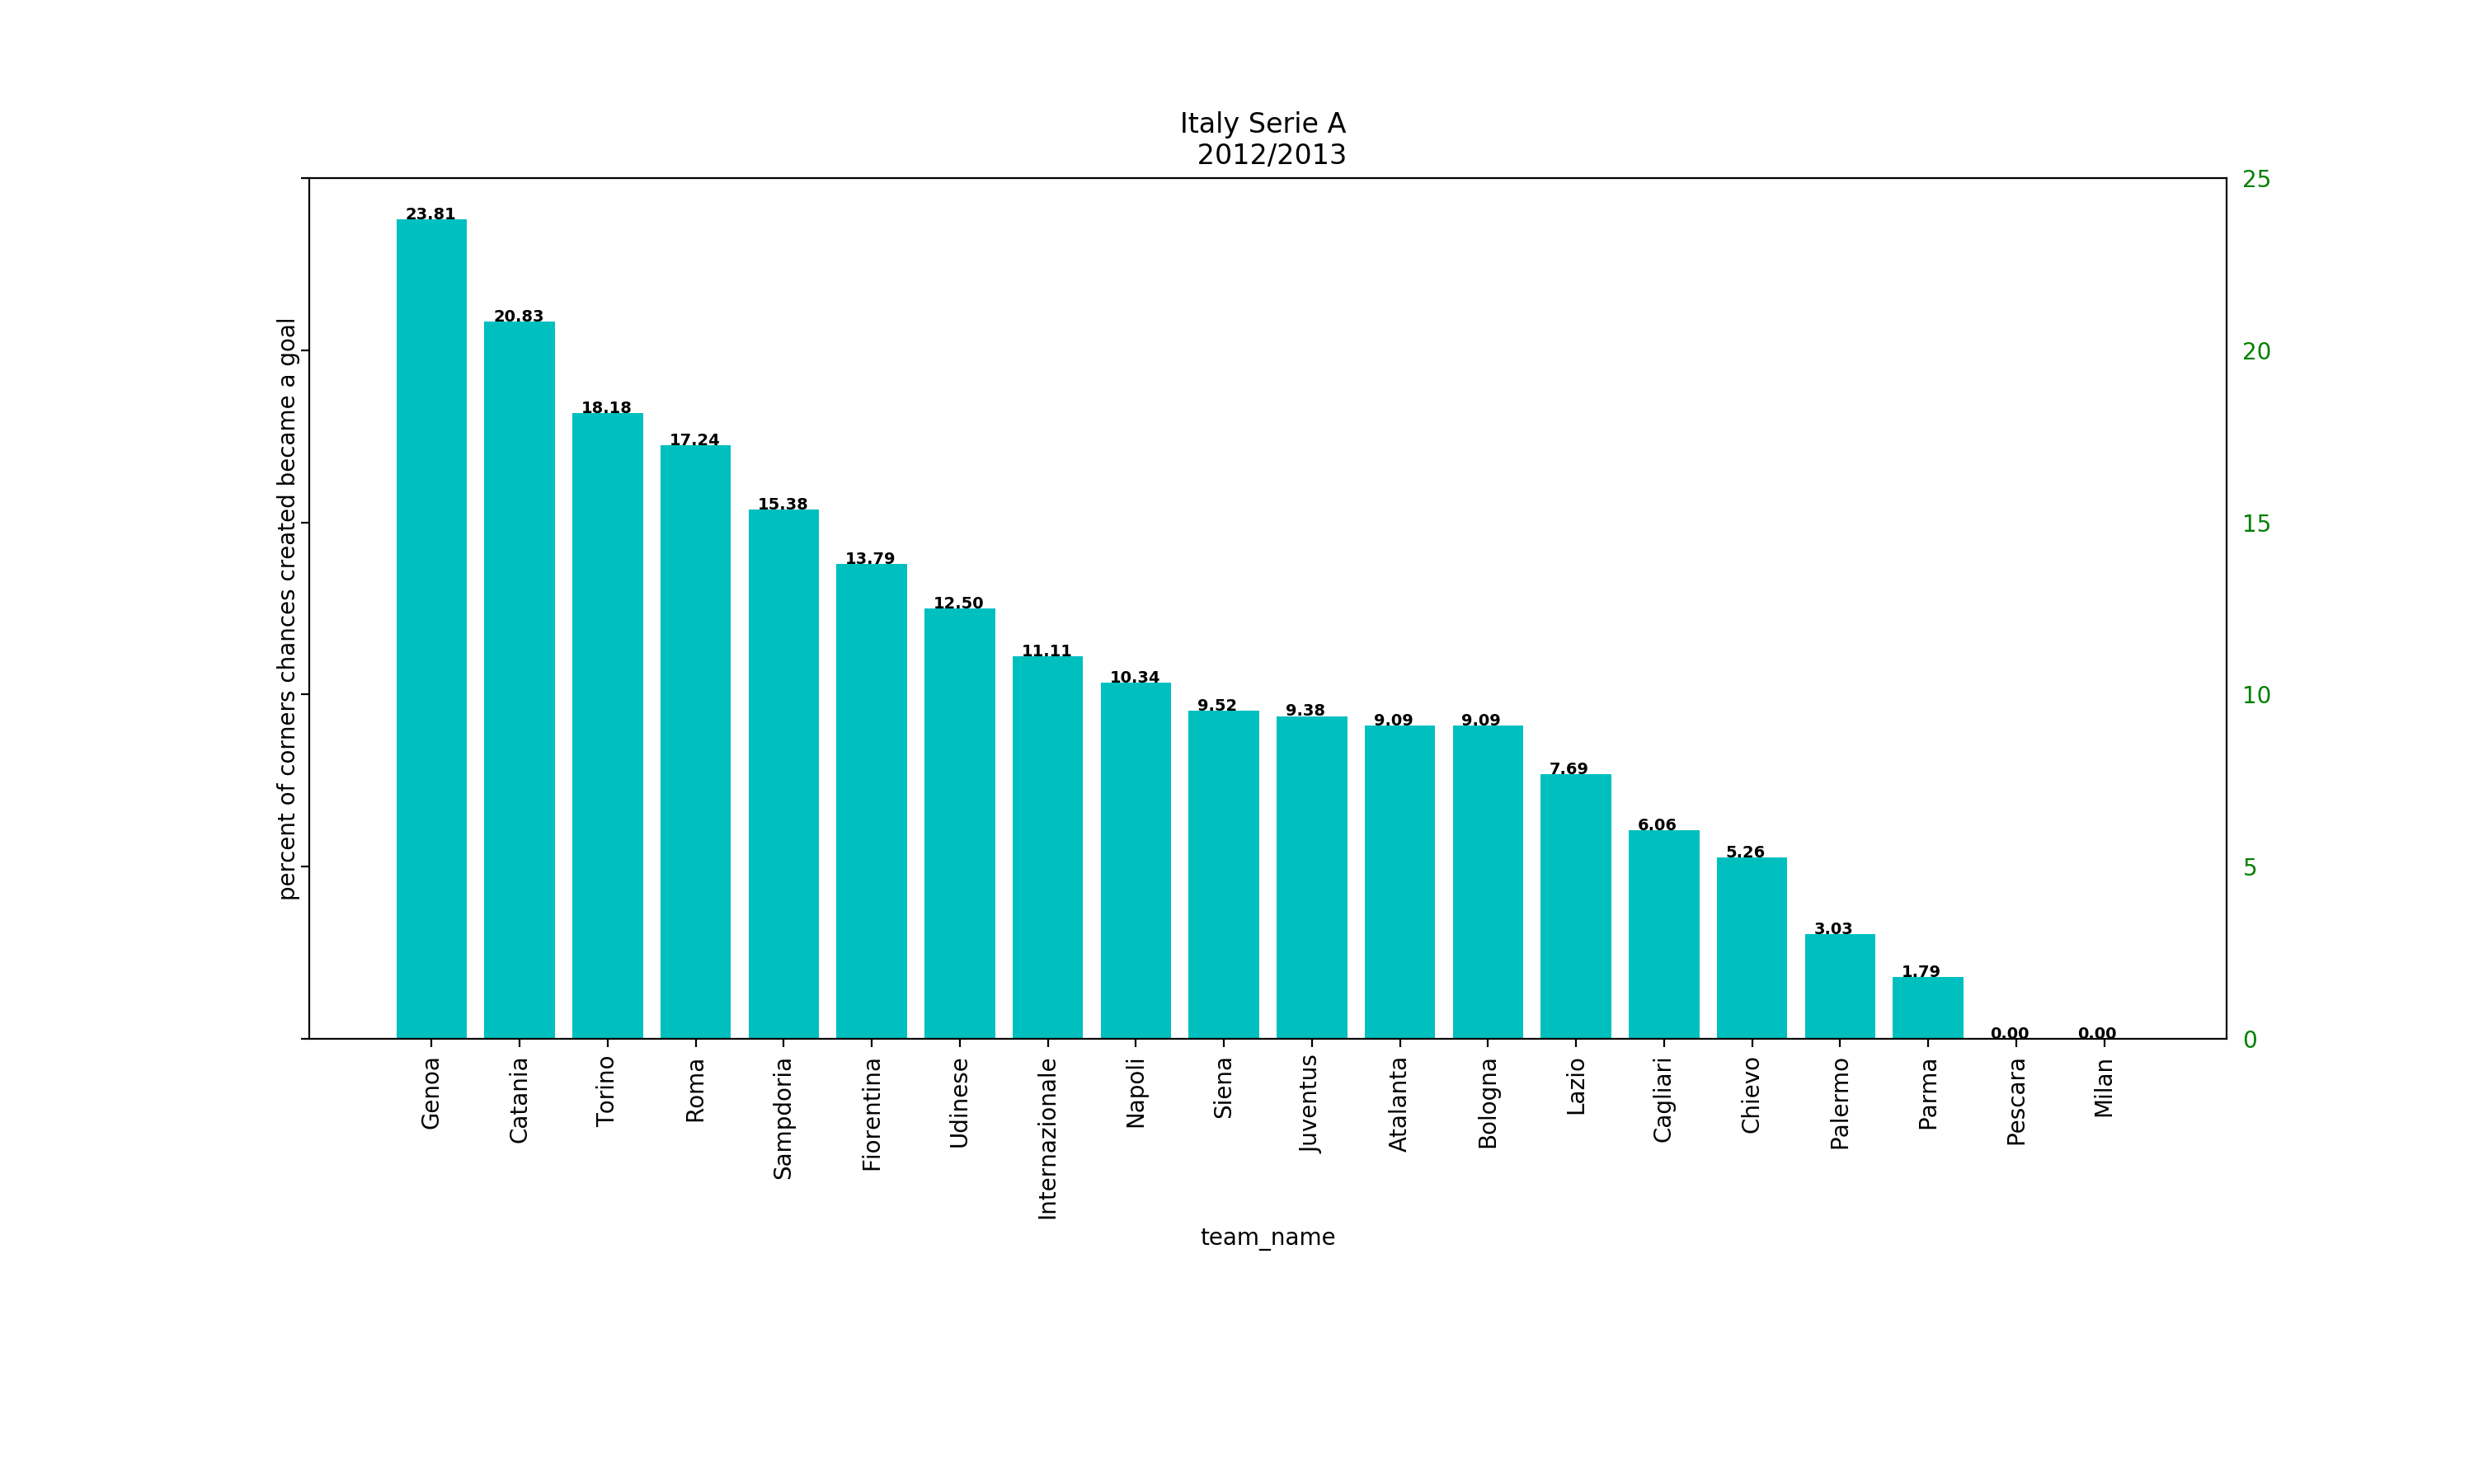 Italy Serie A
2012/2013
percent of corners chances created became a goal
25
20
15
10
5
0
23.81
20.83
18.18
17.24
15.38
13.79
12.50
11.11
10.34
9.52
9.38
9.09
9.09
7.69
6.06
5.26
3.03
1.79
0.00
0.00
Genoa
Catania
Torino
Roma
Sampdoria
Fiorentina
Udinese
Internazionale
Napoli
Siena
Juventus
Atalanta
Bologna
Lazio
Cagliari
Chievo
Palermo
Parma
Pescara
Milan
team_name